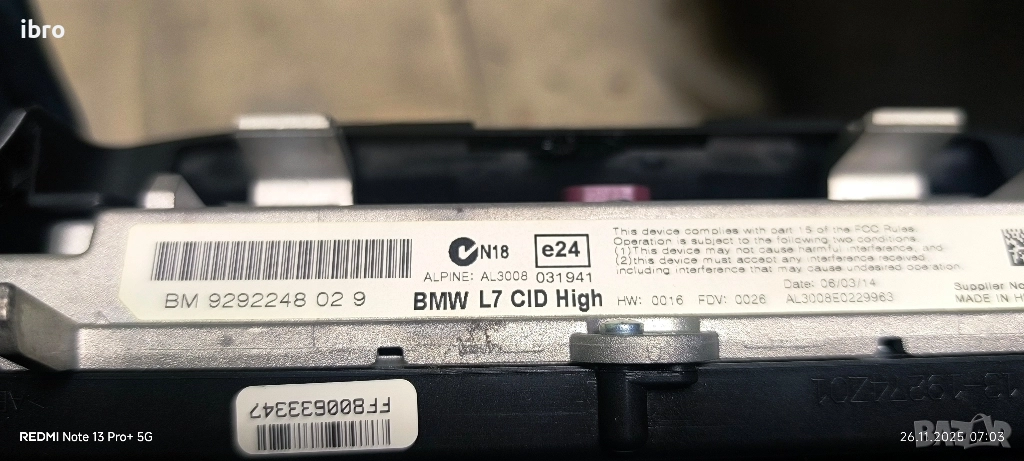 ibro
N18
e24
ALPINE: AL3008 031941
BM 9292248 02 9
BMW L7 CID High
HW: 0016 FDV: 0026
This device complies with part 15 of the FCC Rules.
Operation is subject to the following two conditions:
(1)This device may not cause harmful interference, and
(2)this device must accept any interference received,
including interference that may cause undesired operation.
Date: 06/03/14
AL3008E0229963
Supplier No
MADE IN H
FF800633347
REDMI Note 13 Pro+ 5G
26.11.2025 07:03
BAZAR